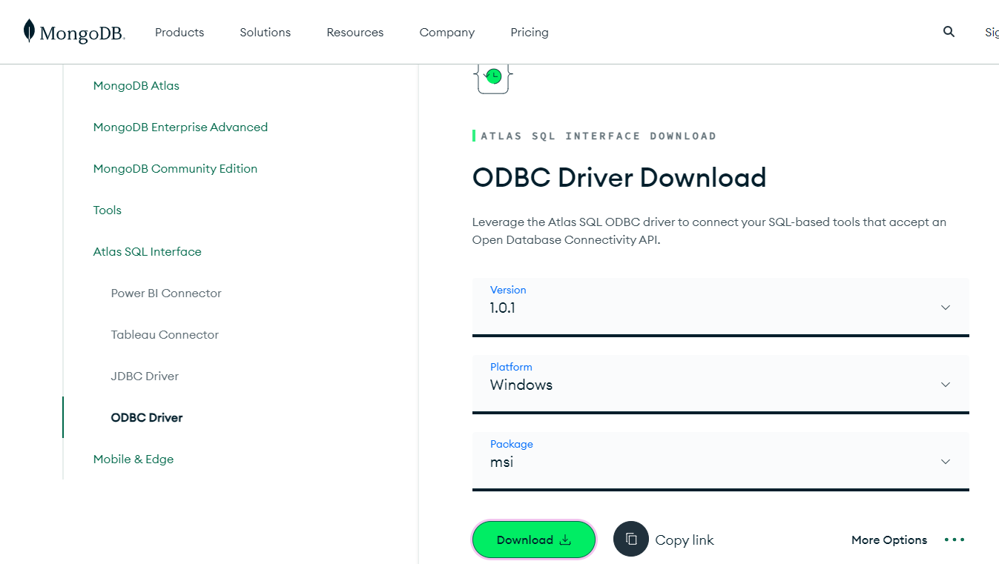 MongoDB.
Products
Solutions
Resources
Company
Pricing
Sig
MongoDB Atlas
MongoDB Enterprise Advanced
MongoDB Community Edition
Tools
Atlas SQL Interface
Power BI Connector
Tableau Connector
JDBC Driver
ODBC Driver
Mobile & Edge
ATLAS SQL INTERFACE DOWNLOAD
ODBC Driver Download
Leverage the Atlas SQL ODBC driver to connect your SQL-based tools that accept an
Open Database Connectivity API.
Version
1.0.1
Platform
Windows
Package
msi
Download
Copy link
More Options